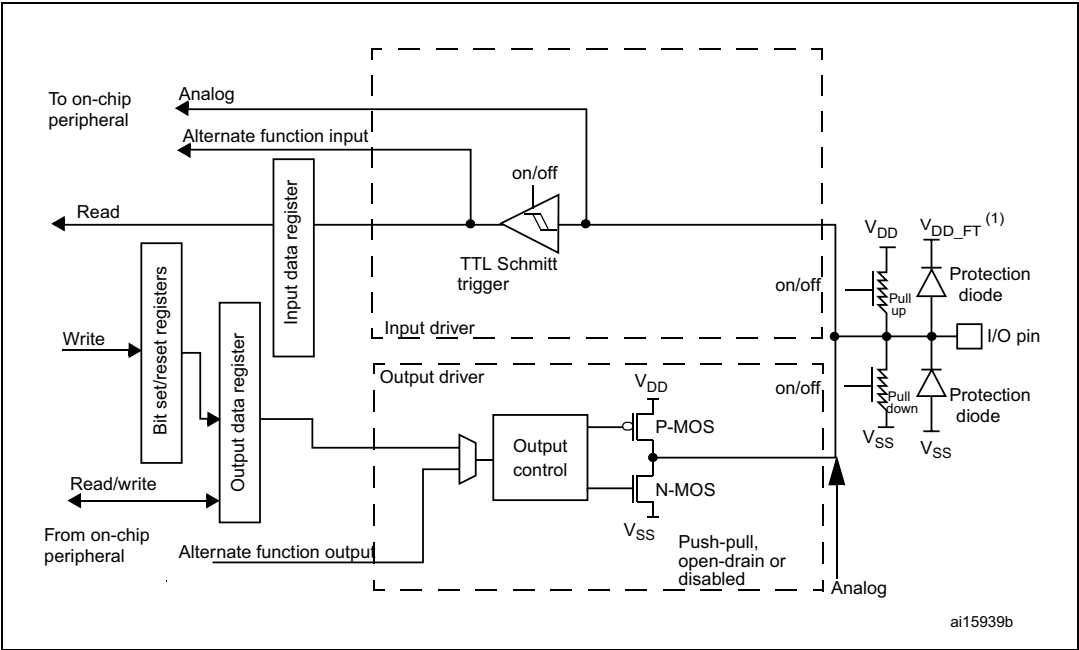 To on-chip
peripheral
Analog
Alternate function input
on/off
Read
Input data register
TTL Schmitt
trigger
Input driver
V_DD
V_DD_FT (1)
on/off
Pull
up
Protection
diode
I/O pin
Bit set/reset registers
Write
Output data register
Output driver
V_DD
P-MOS
Output
control
N-MOS
V_SS
on/off
Pull
down
V_SS
Protection
diode
V_SS
Read/write
From on-chip
peripheral
Alternate function output
Push-pull,
open-drain or
disabled
Analog
ai15939b